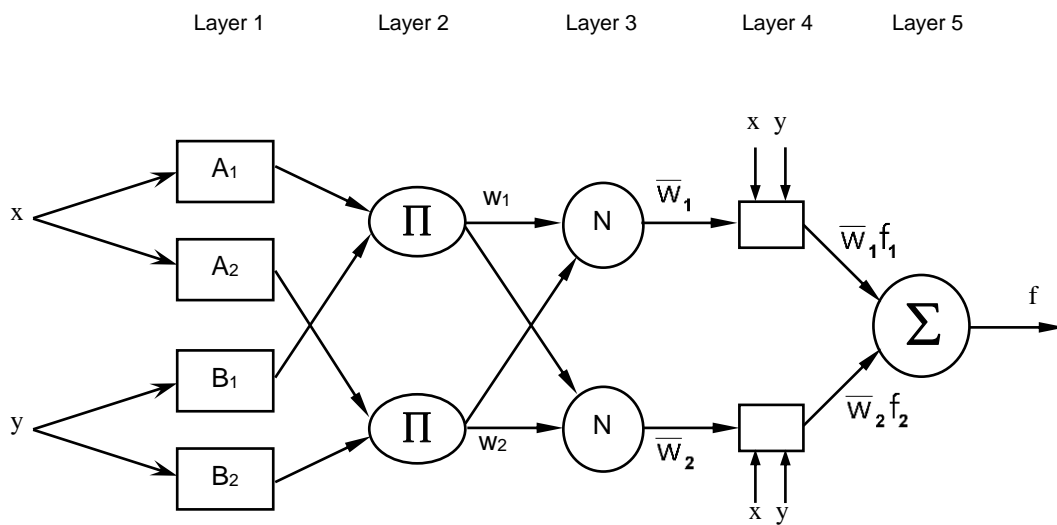 Layer 1 Layer 2 Layer 3 Layer 4 Layer 5
x y
A1
w1
w̅1
x
Π
N
w̅1f1
A2
f
Σ
B1
w̅2f2
y
Π
N
w2
w̅2
B2
x y